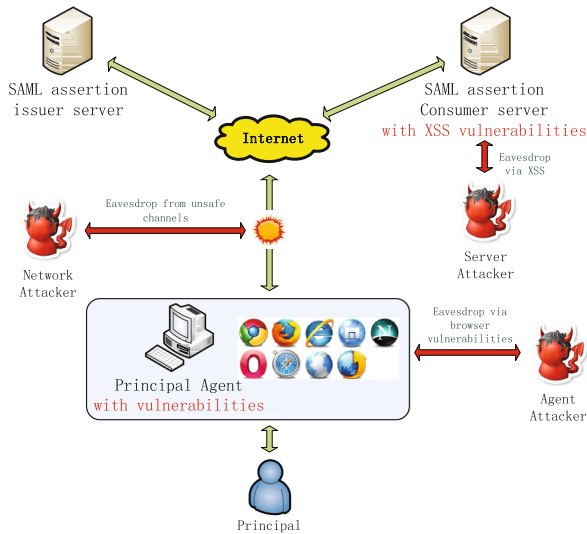 SAML assertion
issuer server
SAML assertion
Consumer server
with XSS vulnerabilities
Internet
Eavesdrop
via XSS
Eavesdrop from unsafe
channels
Network
Attacker
Server
Attacker
Eavesdrop via
browser
vulnerabilities
Principal Agent
with vulnerabilities
Agent
Attacker
Principal